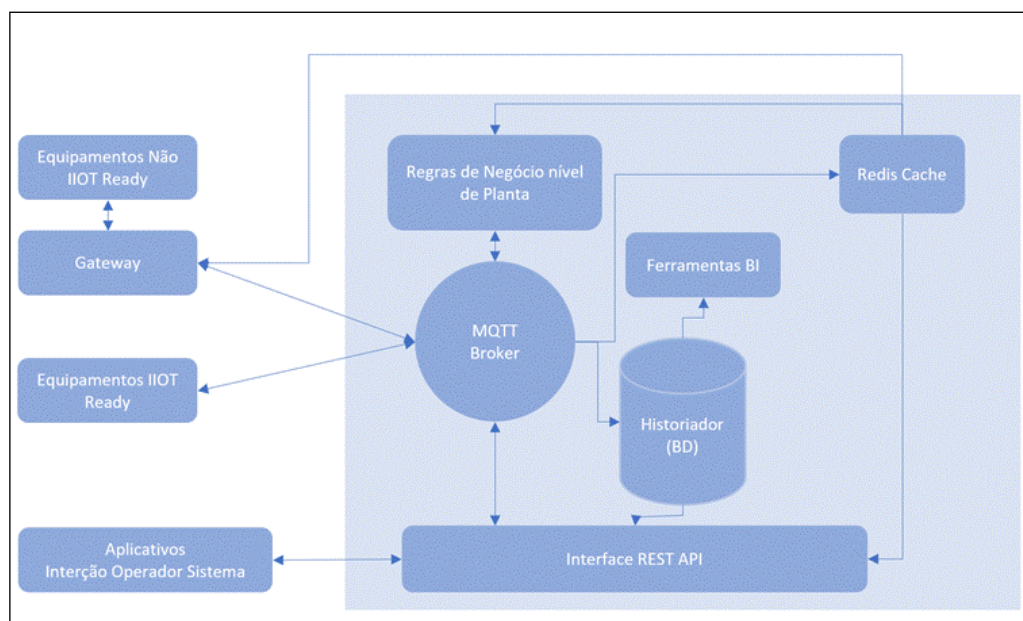 Equipamentos Não
IIOT Ready
Gateway
Equipamentos IIOT
Ready
Aplicativos
Interção Operador Sistema
Regras de Negócio nível
de Planta
MQTT
Broker
Ferramentas BI
Historiador
(BD)
Redis Cache
Interface REST API